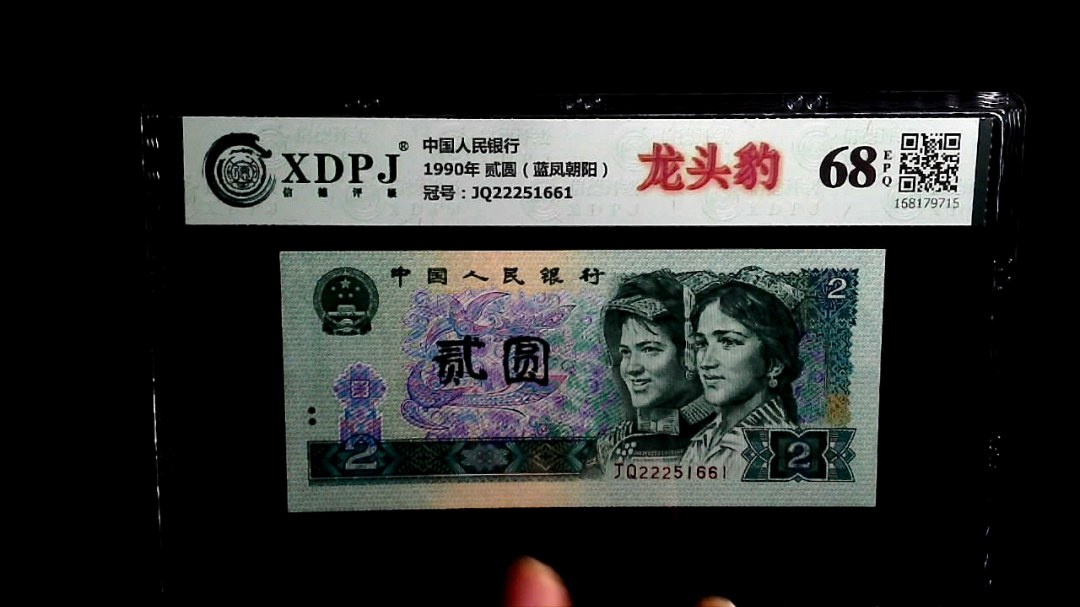 XDPJ®
信德评级
中国人民银行
1990年 贰圆（蓝凤朝阳）
冠号：JQ22251661
龙头豹
68
EPQ
168179715
中国人民银行
2
贰圆
2
JQ22251661
2